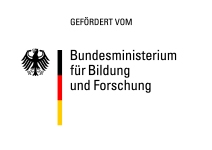 GEFÖRDERT VOM
Bundesministerium
für Bildung
und Forschung